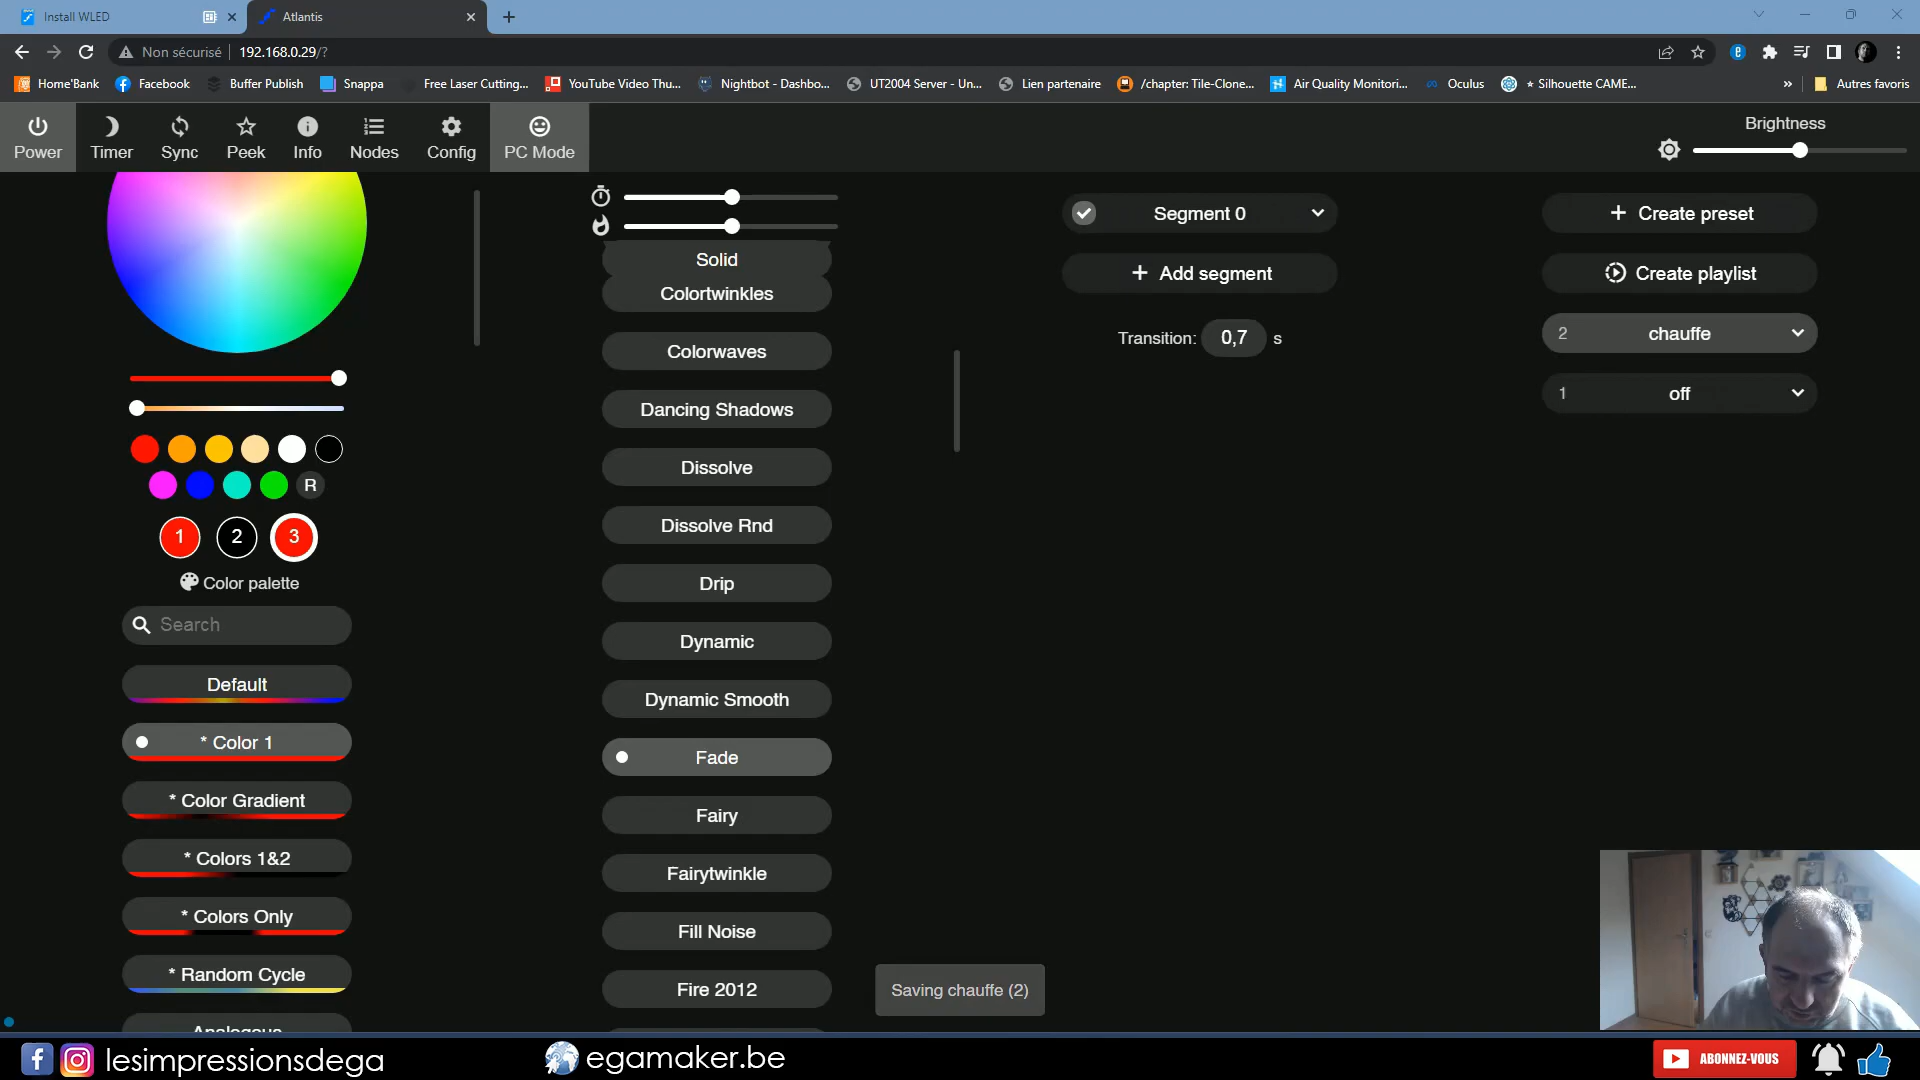 Install WLED
Atlantis
Non sécurisé 192.168.0.29/?
Home'Bank
Facebook
Buffer Publish
Snappa
Free Laser Cutting...
YouTube Video Thu...
Nightbot - Dashbo...
UT2004 Server - Un...
Lien partenaire
/chapter: Tile-Clone...
Air Quality Monitori...
Oculus
★ Silhouette CAME...
»
Autres favoris
Power
Timer
Sync
Peek
Info
Nodes
Config
PC Mode
Brightness
R
1 2 3
Color palette
Search
Default
* Color 1
* Color Gradient
* Colors 1&2
* Colors Only
* Random Cycle
Analogous
Solid
Colortwinkles
Colorwaves
Dancing Shadows
Dissolve
Dissolve Rnd
Drip
Dynamic
Dynamic Smooth
Fade
Fairy
Fairytwinkle
Fill Noise
Fire 2012
Segment 0
+ Add segment
Transition: 0,7 s
+ Create preset
Create playlist
2 chauffe
1 off
Saving chauffe (2)
lesimpressionsdega
egamaker.be
ABONNEZ-VOUS